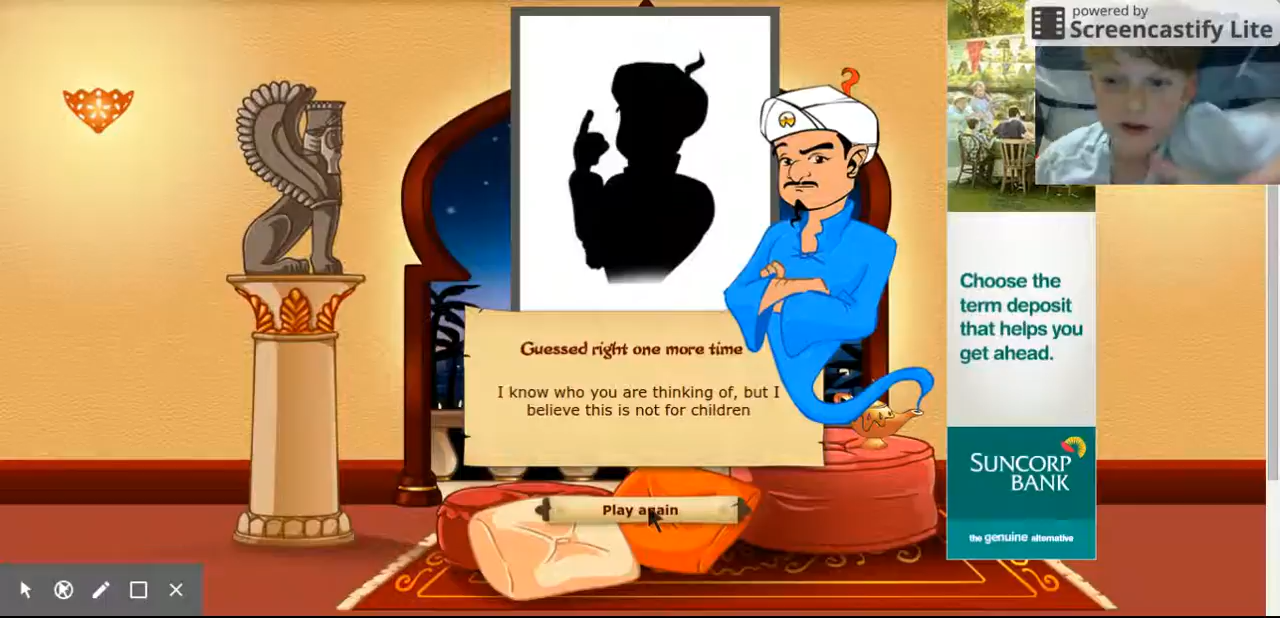 powered by
Screencastify Lite
Guessed right one more time
I know who you are thinking of, but I
believe this is not for children
Play again
Choose the
term deposit
that helps you
get ahead.
SUNCORP
BANK
the genuine alternative